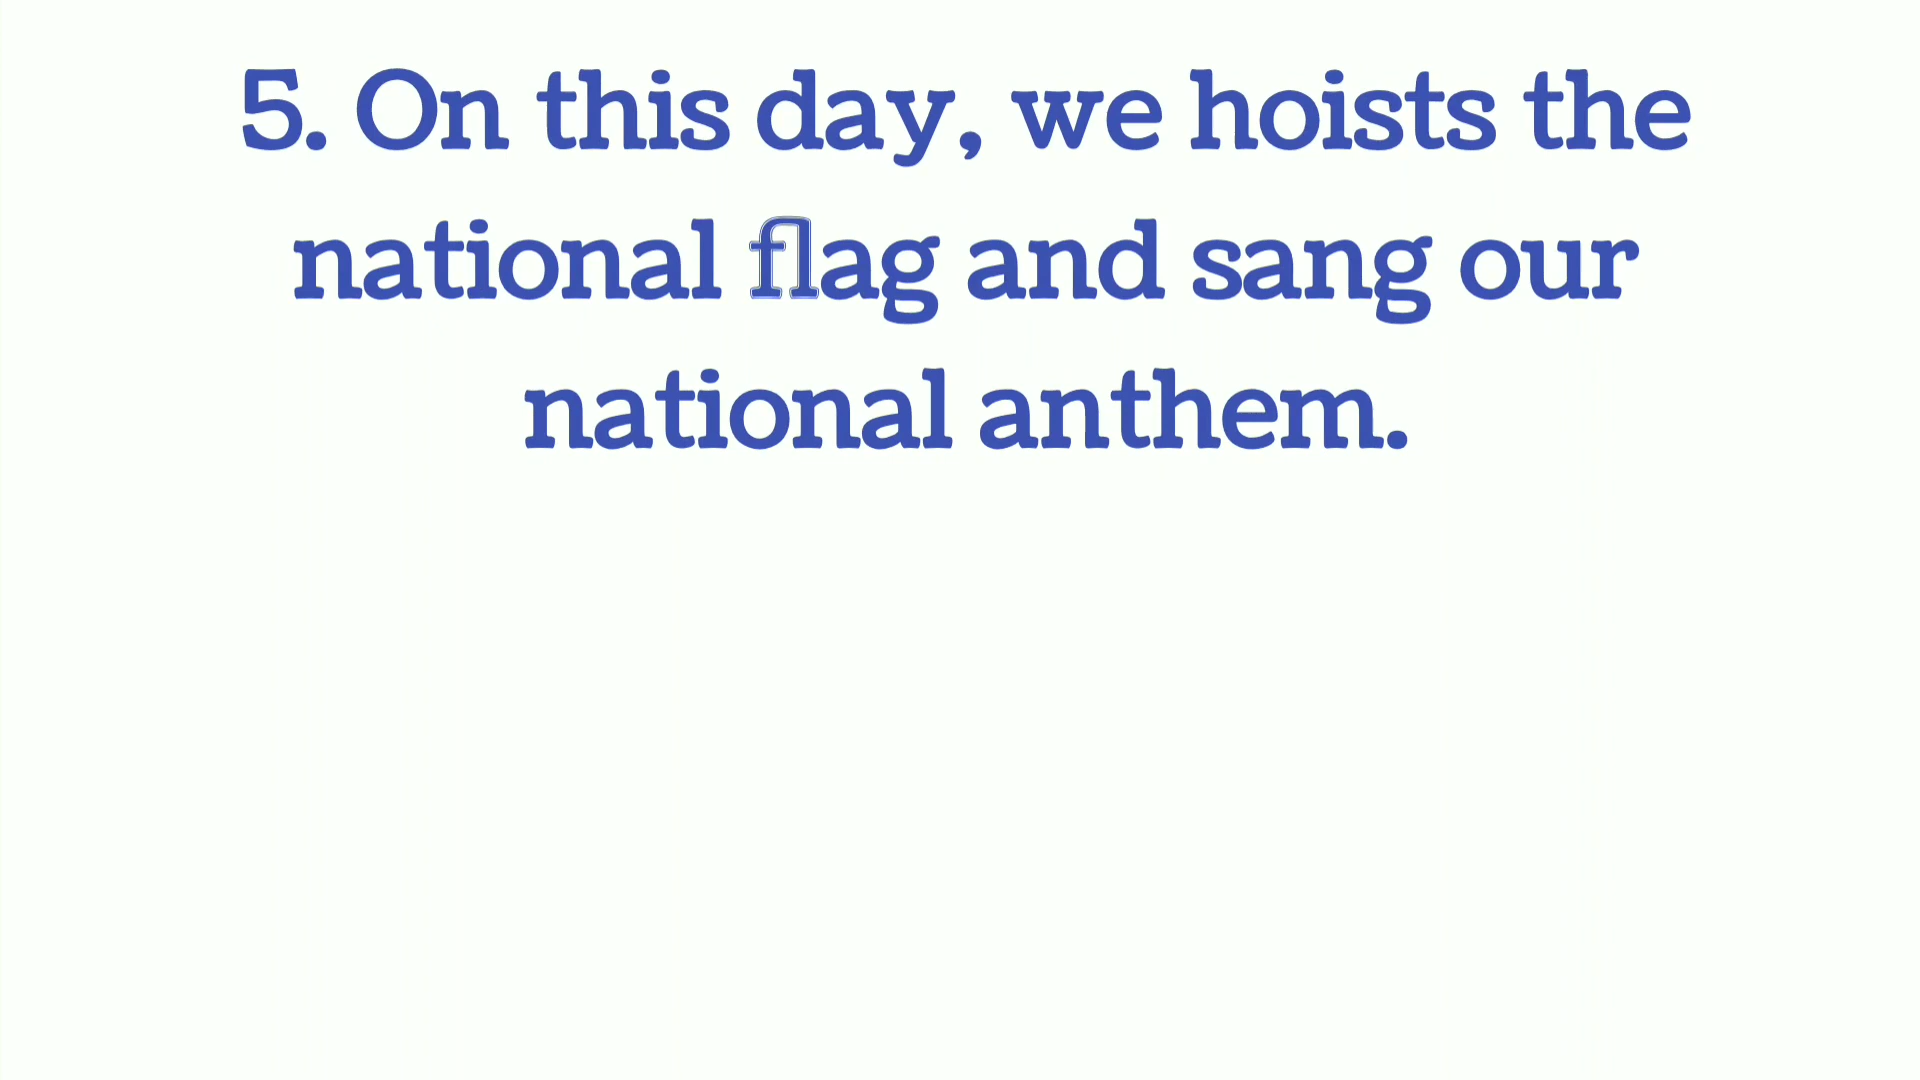 5. On this day, we hoists the
national flag and sang our
national anthem.